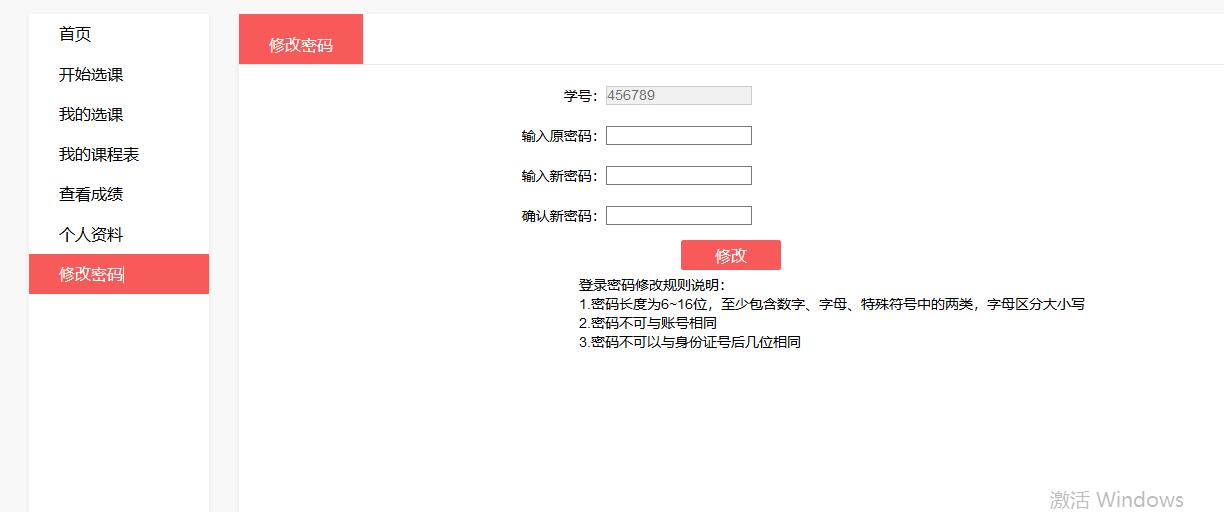 首页
开始选课
我的选课
我的课程表
查看成绩
个人资料
修改密码
修改密码
学号：456789
输入原密码：
输入新密码：
确认新密码：
修改
登录密码修改规则说明：
1.密码长度为6~16位，至少包含数字、字母、特殊符号中的两类，字母区分大小写
2.密码不可与账号相同
3.密码不可以与身份证号后几位相同
激活 Windows